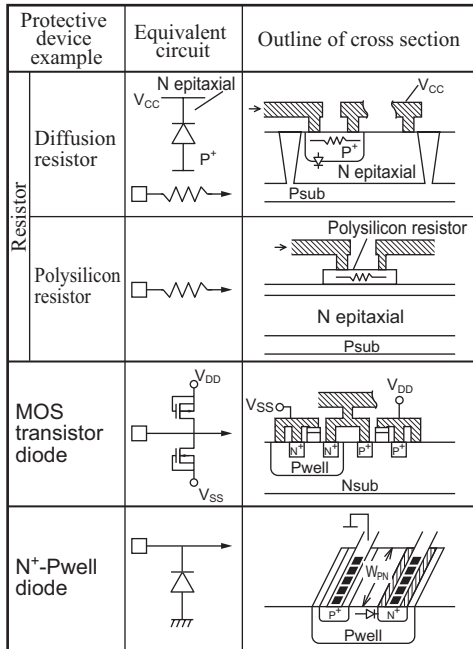 Protective
device
example
Equivalent
circuit
Outline of cross section
Resistor
Diffusion
resistor
N epitaxial
VCC
P+
VCC
P+
N epitaxial
Psub
Polysilicon
resistor
Polysilicon resistor
N epitaxial
Psub
MOS
transistor
diode
VDD
VSS
VSS
VDD
N+ N+ P+ P+
Pwell
Nsub
N+-Pwell
diode
WPN
P+ N+
Pwell